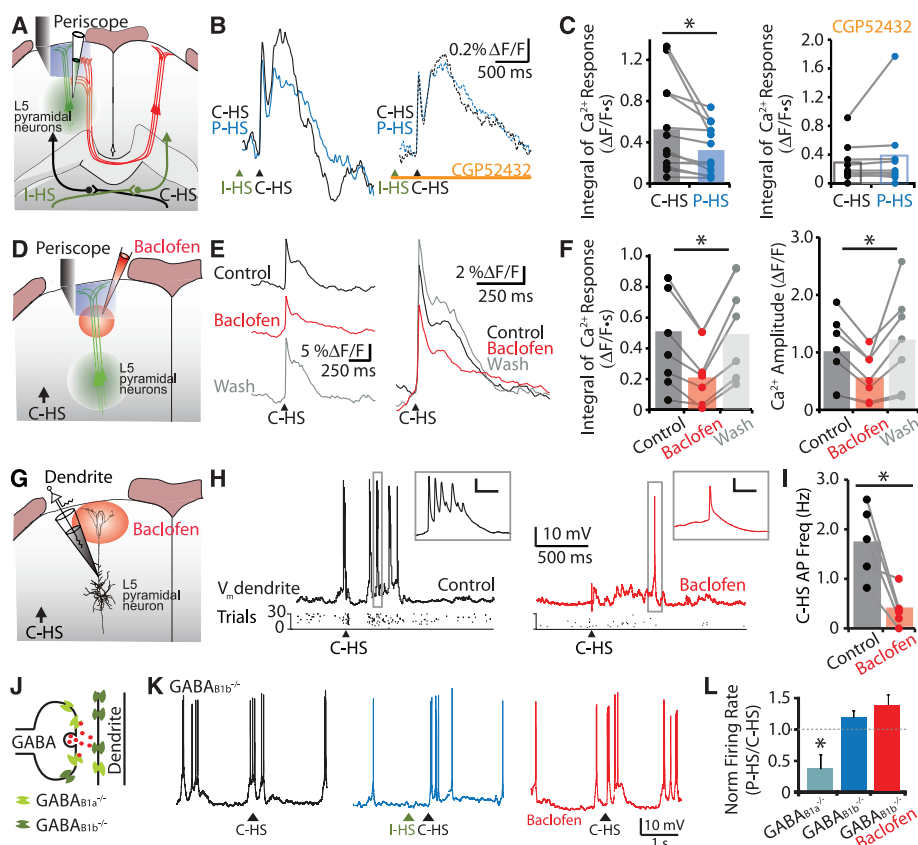 A
Periscope
L5
pyramidal
neurons
I-HS
C-HS
B
0.2% ΔF/F
500 ms
C-HS
P-HS
I-HS
C-HS
C-HS
P-HS
CGP52432
I-HS
C-HS
C
CGP52432
Integral of Ca2+ Response
(ΔF/F•s)
1.2
0.8
0.4
0
*
C-HS
P-HS
Integral of Ca2+ Response
(ΔF/F•s)
2.0
1.6
1.2
0.8
0.4
0
C-HS
P-HS
D
Periscope
Baclofen
L5
pyramidal
neurons
C-HS
E
Control
Baclofen
Wash
5 % ΔF/F
250 ms
C-HS
2 % ΔF/F
250 ms
Control
Baclofen
Wash
C-HS
F
Integral of Ca2+ Response
(ΔF/F•s)
1.0
0.8
0.6
0.4
0.2
0
*
Control
Baclofen
Wash
Ca2+ Amplitude (ΔF/F)
3.0
2.0
1.0
0
*
Control
Baclofen
Wash
G
Dendrite
Baclofen
L5
pyramidal
neuron
C-HS
H
Vm dendrite
Control
30
Trials
0
C-HS
10 mV
500 ms
Baclofen
C-HS
I
C-HS AP Freq (Hz)
3.0
2.0
1.0
0
*
Control
Baclofen
J
GABA
Dendrite
GABAB1a-/-
GABAB1b-/-
K
GABAB1b-/-
C-HS
I-HS
C-HS
Baclofen
C-HS
10 mV
1 s
L
Norm Firing Rate
(P-HS/C-HS)
1.5
1.0
0.5
0
*
GABAB1a-/-
GABAB1b-/-
GABAB1b-/-
Baclofen